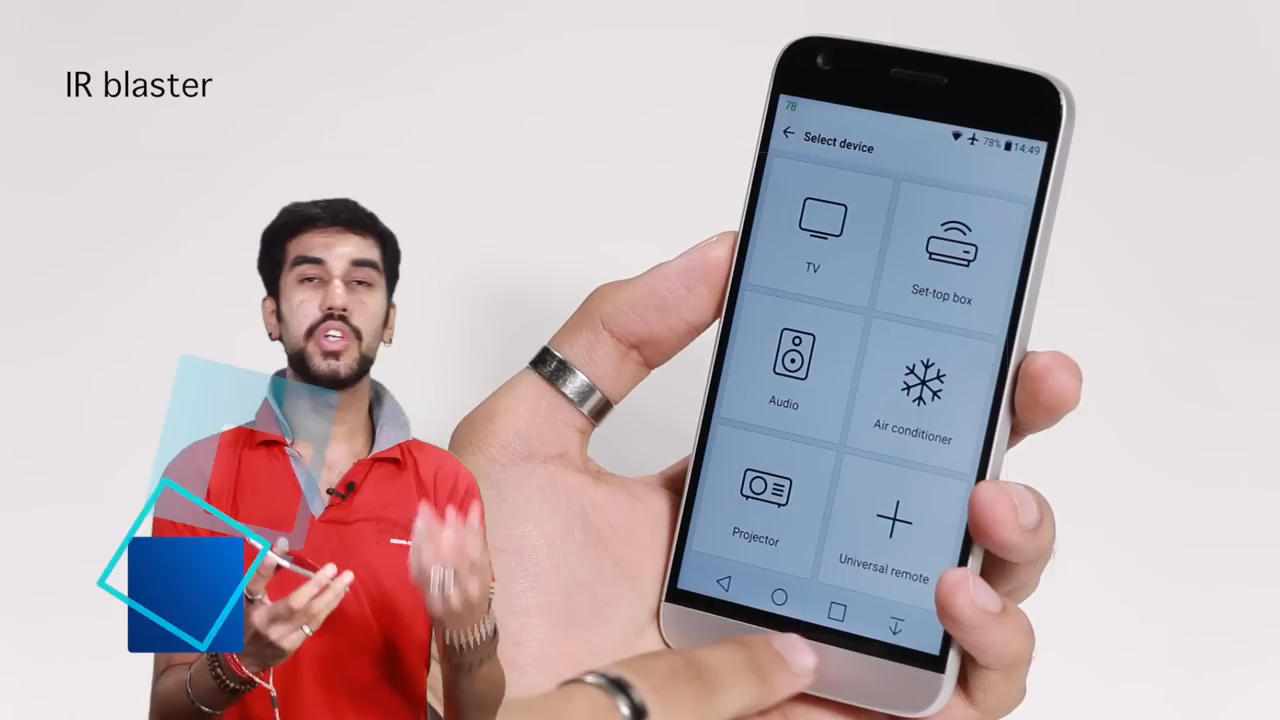 IR blaster
78
78% 14:49
Select device
TV
Set-top box
Audio
Air conditioner
Projector
Universal remote